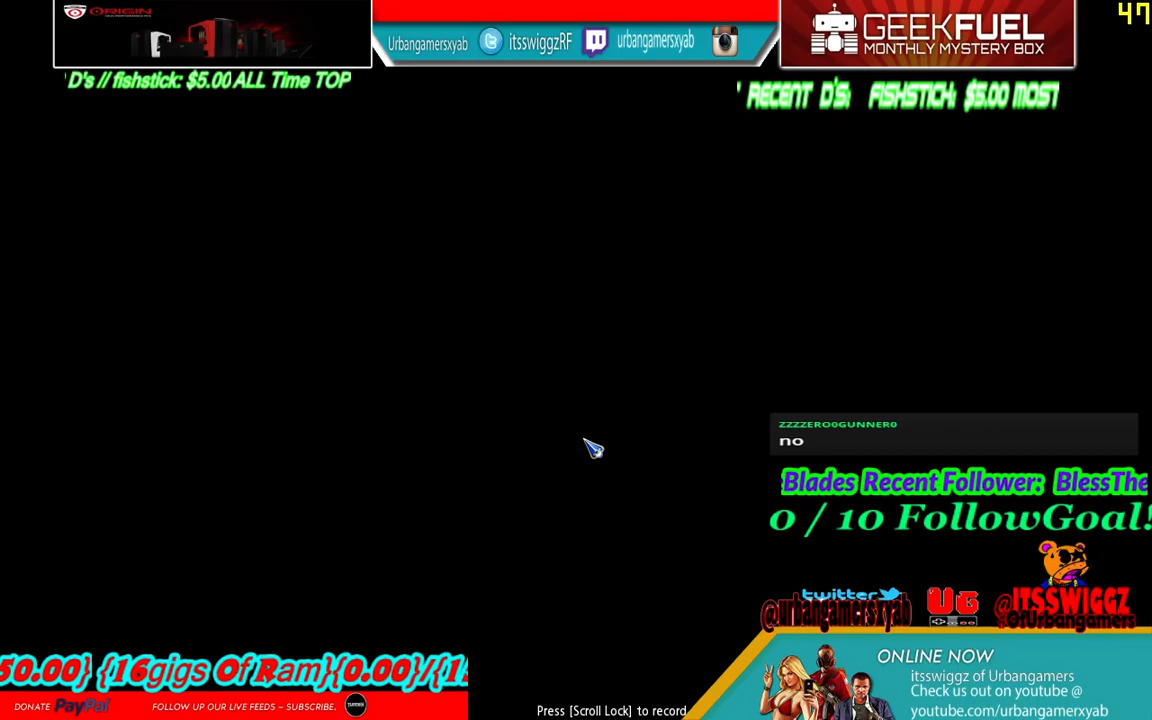 ORIGIN
Urbangamersxyab
itsswiggzRF
urbangamersxyab
GEEKFUEL
MONTHLY MYSTERY BOX
47
' D's // fishstick: $5.00 ALL Time TOP
' RECENT D'S: FISHSTICK: $5.00 MOST
ZZZZERO0GUNNER0
no
Blades Recent Follower: BlessThe
0 / 10 FollowGoal!
twitter
@urbangamersxyab
UG
@ITSSWIGGZ
#OfUrbangamers
50.00} {16gigs Of Ram}{0.00}/{1
ONLINE NOW
itsswiggz of Urbangamers
Check us out on youtube @
youtube.com/urbangamerxyab
DONATE PayPal
FOLLOW UP OUR LIVE FEEDS – SUBSCRIBE.
Press [Scroll Lock] to record